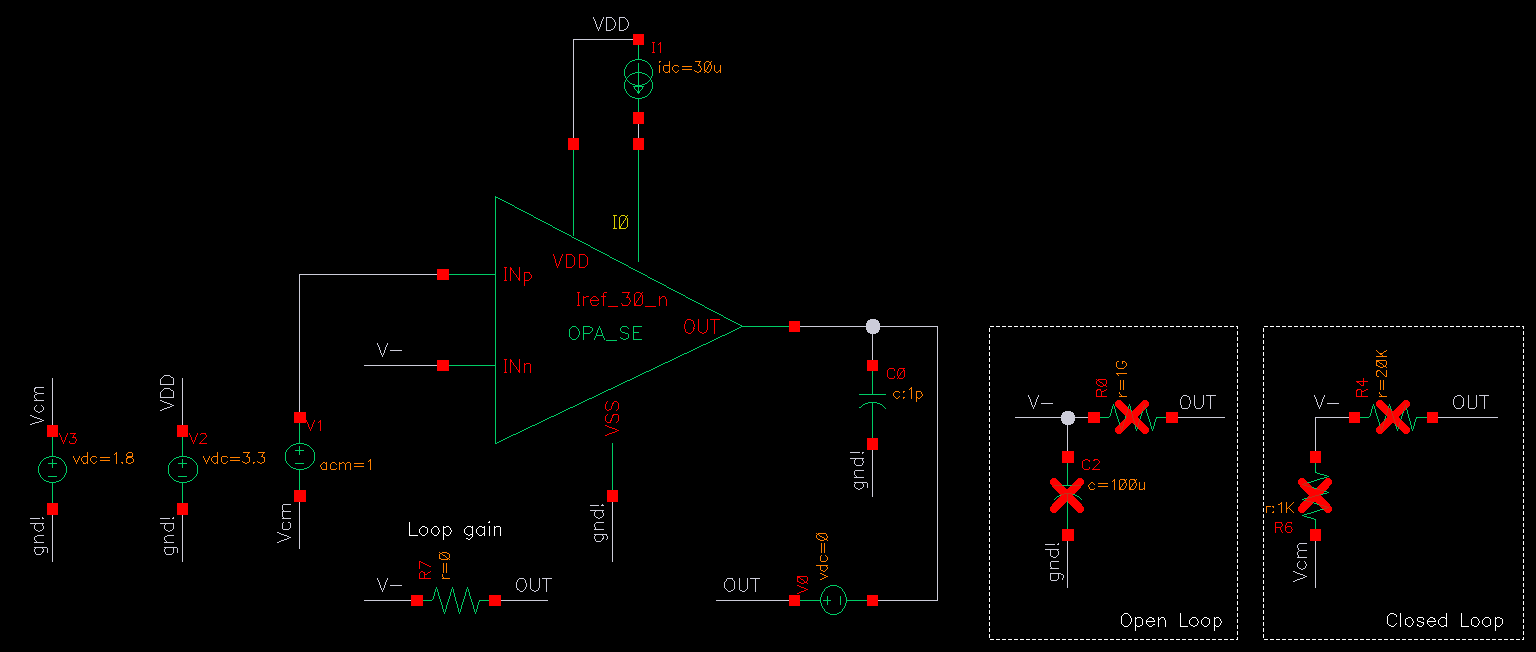 VDD
I1
idc=30u
I0
VDD
INp
Iref_30_n
OPA_SE
OUT
V-
INn
VSS
gnd!
C0
c:1p
gnd!
Vcm
V3
vdc=1.8
gnd!
VDD
V2
vdc=3.3
gnd!
V1
acm=1
Vcm
Loop gain
V-
R7
r=0
OUT
OUT
V0
vdc=0
V-
R0
r=1G
OUT
C2
c=100u
gnd!
Open Loop
V-
R4
r=20K
OUT
r:1K
R6
Vcm
Closed Loop